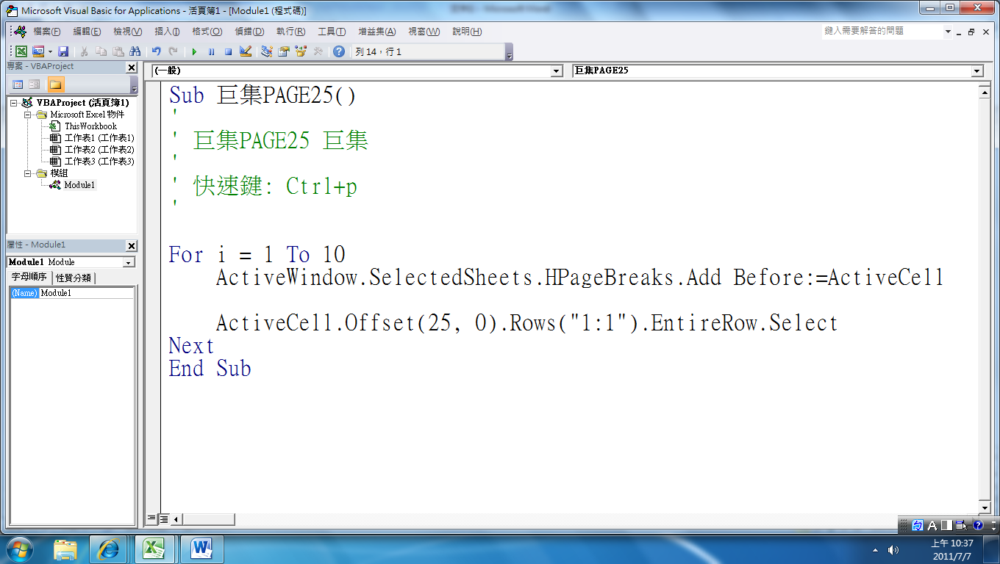 Microsoft Visual Basic for Applications - 活頁簿1 - [Module1 (程式碼)]
檔案(F) 編輯(E) 檢視(V) 插入(I) 格式(O) 偵錯(D) 執行(R) 工具(T) 增益集(A) 視窗(W) 說明(H) 鍵入需要解答的問題
列 14，行 1
專案 - VBAProject
(一般) 巨集PAGE25
VBAProject (活頁簿1)
Microsoft Excel 物件
ThisWorkbook
工作表1 (工作表1)
工作表2 (工作表2)
工作表3 (工作表3)
模組
Module1
屬性 - Module1
Module1 Module
字母順序 性質分類
(Name) Module1
Sub 巨集PAGE25()
'
' 巨集PAGE25 巨集
'
' 快速鍵: Ctrl+p
'
For i = 1 To 10
ActiveWindow.SelectedSheets.HPageBreaks.Add Before:=ActiveCell
ActiveCell.Offset(25, 0).Rows("1:1").EntireRow.Select
Next
End Sub
A
上午 10:37
2011/7/7